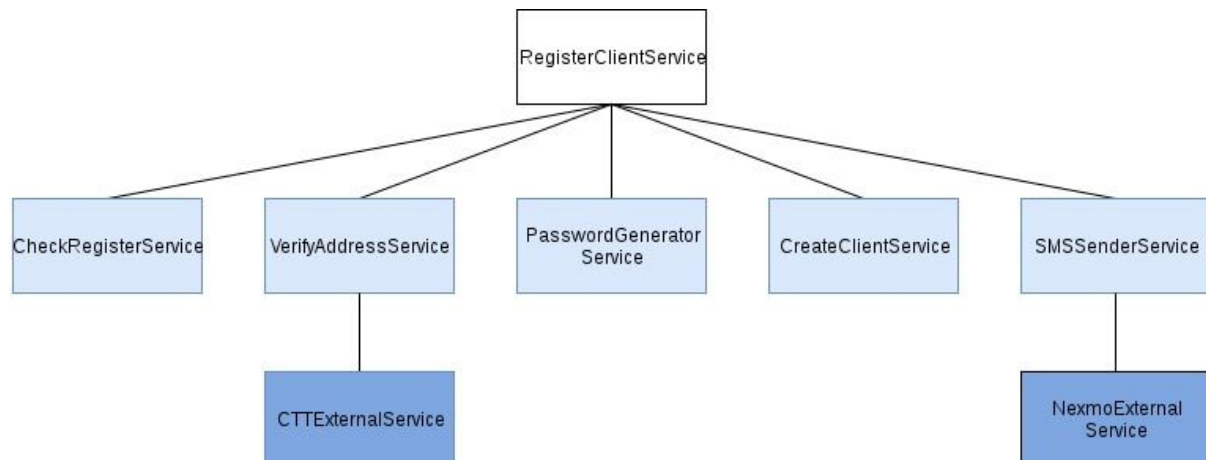 RegisterClientService
CheckRegisterService
VerifyAddressService
PasswordGenerator
Service
CreateClientService
SMSSenderService
CTTExternalService
NexmoExternal
Service